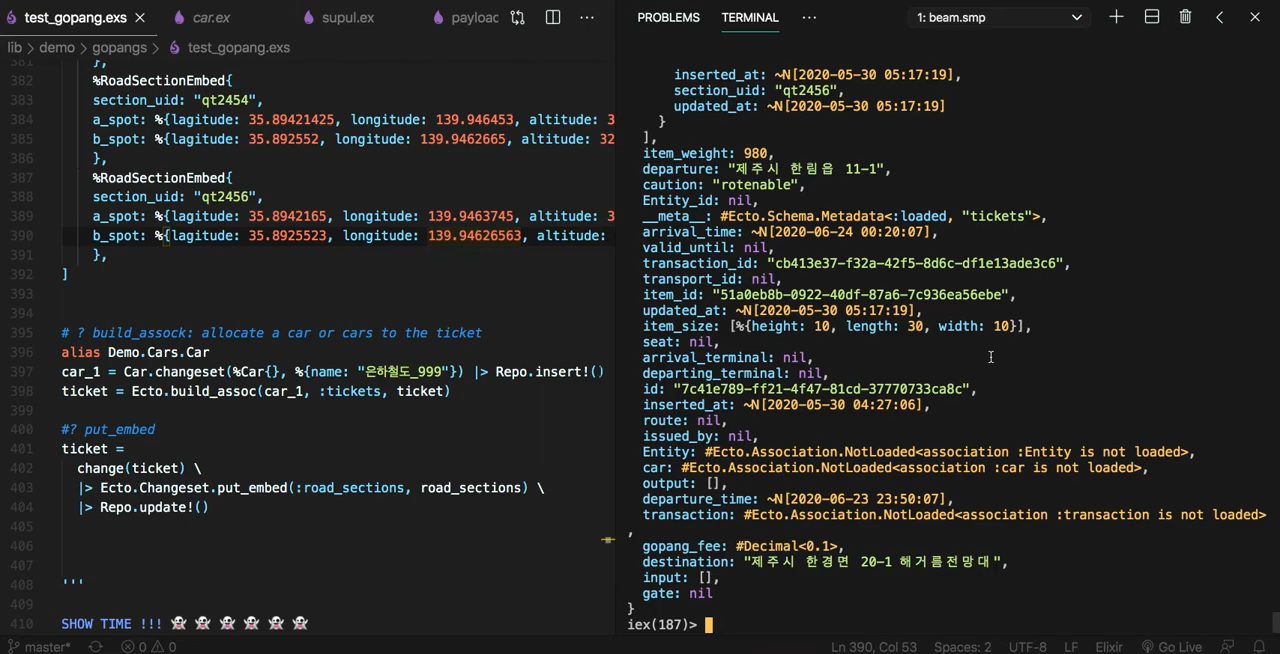 test_gopang.exs
car.ex
supul.ex
payloac
PROBLEMS
TERMINAL
1: beam.smp
lib > demo > gopangs > test_gopang.exs
381 },
382 %RoadSectionEmbed{
383 section_uid: "qt2454",
384 a_spot: %{lagitude: 35.89421425, longitude: 139.946453, altitude: 3
385 b_spot: %{lagitude: 35.892552, longitude: 139.9462665, altitude: 32
386 },
387 %RoadSectionEmbed{
388 section_uid: "qt2456",
389 a_spot: %{lagitude: 35.8942165, longitude: 139.9463745, altitude: 3
390 b_spot: %{lagitude: 35.8925523, longitude: 139.94626563, altitude:
391 },
392 ]
393
394
395 # ? build_assock: allocate a car or cars to the ticket
396 alias Demo.Cars.Car
397 car_1 = Car.changeset(%Car{}, %{name: "은하철도_999"}) |> Repo.insert!()
398 ticket = Ecto.build_assoc(car_1, :tickets, ticket)
399
400 #? put_embed
401 ticket =
402 change(ticket) \
403 |> Ecto.Changeset.put_embed(:road_sections, road_sections) \
404 |> Repo.update!()
405
406
407
408 '''
409
410 SHOW TIME !!! 👻 👻 👻 👻 👻 👻
inserted_at: ~N[2020-05-30 05:17:19],
section_uid: "qt2456",
updated_at: ~N[2020-05-30 05:17:19]
}
],
item_weight: 980,
departure: "제주시 한림읍 11-1",
caution: "rotenable",
Entity_id: nil,
__meta__: #Ecto.Schema.Metadata<:loaded, "tickets">,
arrival_time: ~N[2020-06-24 00:20:07],
valid_until: nil,
transaction_id: "cb413e37-f32a-42f5-8d6c-df1e13ade3c6",
transport_id: nil,
item_id: "51a0eb8b-0922-40df-87a6-7c936ea56ebe",
updated_at: ~N[2020-05-30 05:17:19],
item_size: [%{height: 10, length: 30, width: 10}],
seat: nil,
arrival_terminal: nil,
departing_terminal: nil,
id: "7c41e789-ff21-4f47-81cd-37770733ca8c",
inserted_at: ~N[2020-05-30 04:27:06],
route: nil,
issued_by: nil,
Entity: #Ecto.Association.NotLoaded<association :Entity is not loaded>,
car: #Ecto.Association.NotLoaded<association :car is not loaded>,
output: [],
departure_time: ~N[2020-06-23 23:50:07],
transaction: #Ecto.Association.NotLoaded<association :transaction is not loaded>
,
gopang_fee: #Decimal<0.1>,
destination: "제주시 한경면 20-1 해거름전망대",
input: [],
gate: nil
}
iex(187)>
master* 0 0 Ln 390, Col 53 Spaces: 2 UTF-8 LF Elixir Go Live